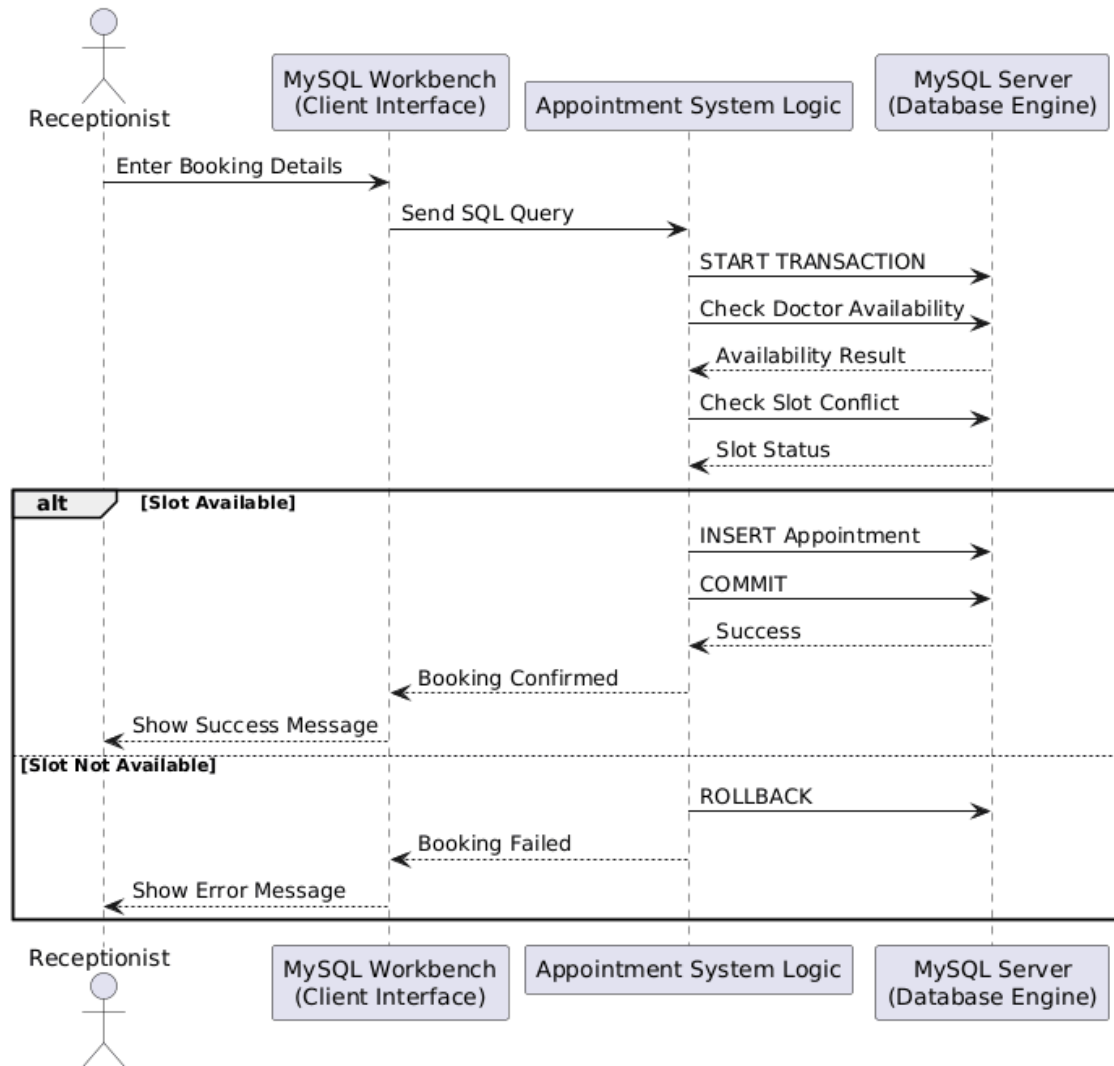 Receptionist
MySQL Workbench
(Client Interface)
Appointment System Logic
MySQL Server
(Database Engine)
Enter Booking Details
Send SQL Query
START TRANSACTION
Check Doctor Availability
Availability Result
Check Slot Conflict
Slot Status
alt
[Slot Available]
INSERT Appointment
COMMIT
Success
Booking Confirmed
Show Success Message
[Slot Not Available]
ROLLBACK
Booking Failed
Show Error Message
Receptionist
MySQL Workbench
(Client Interface)
Appointment System Logic
MySQL Server
(Database Engine)